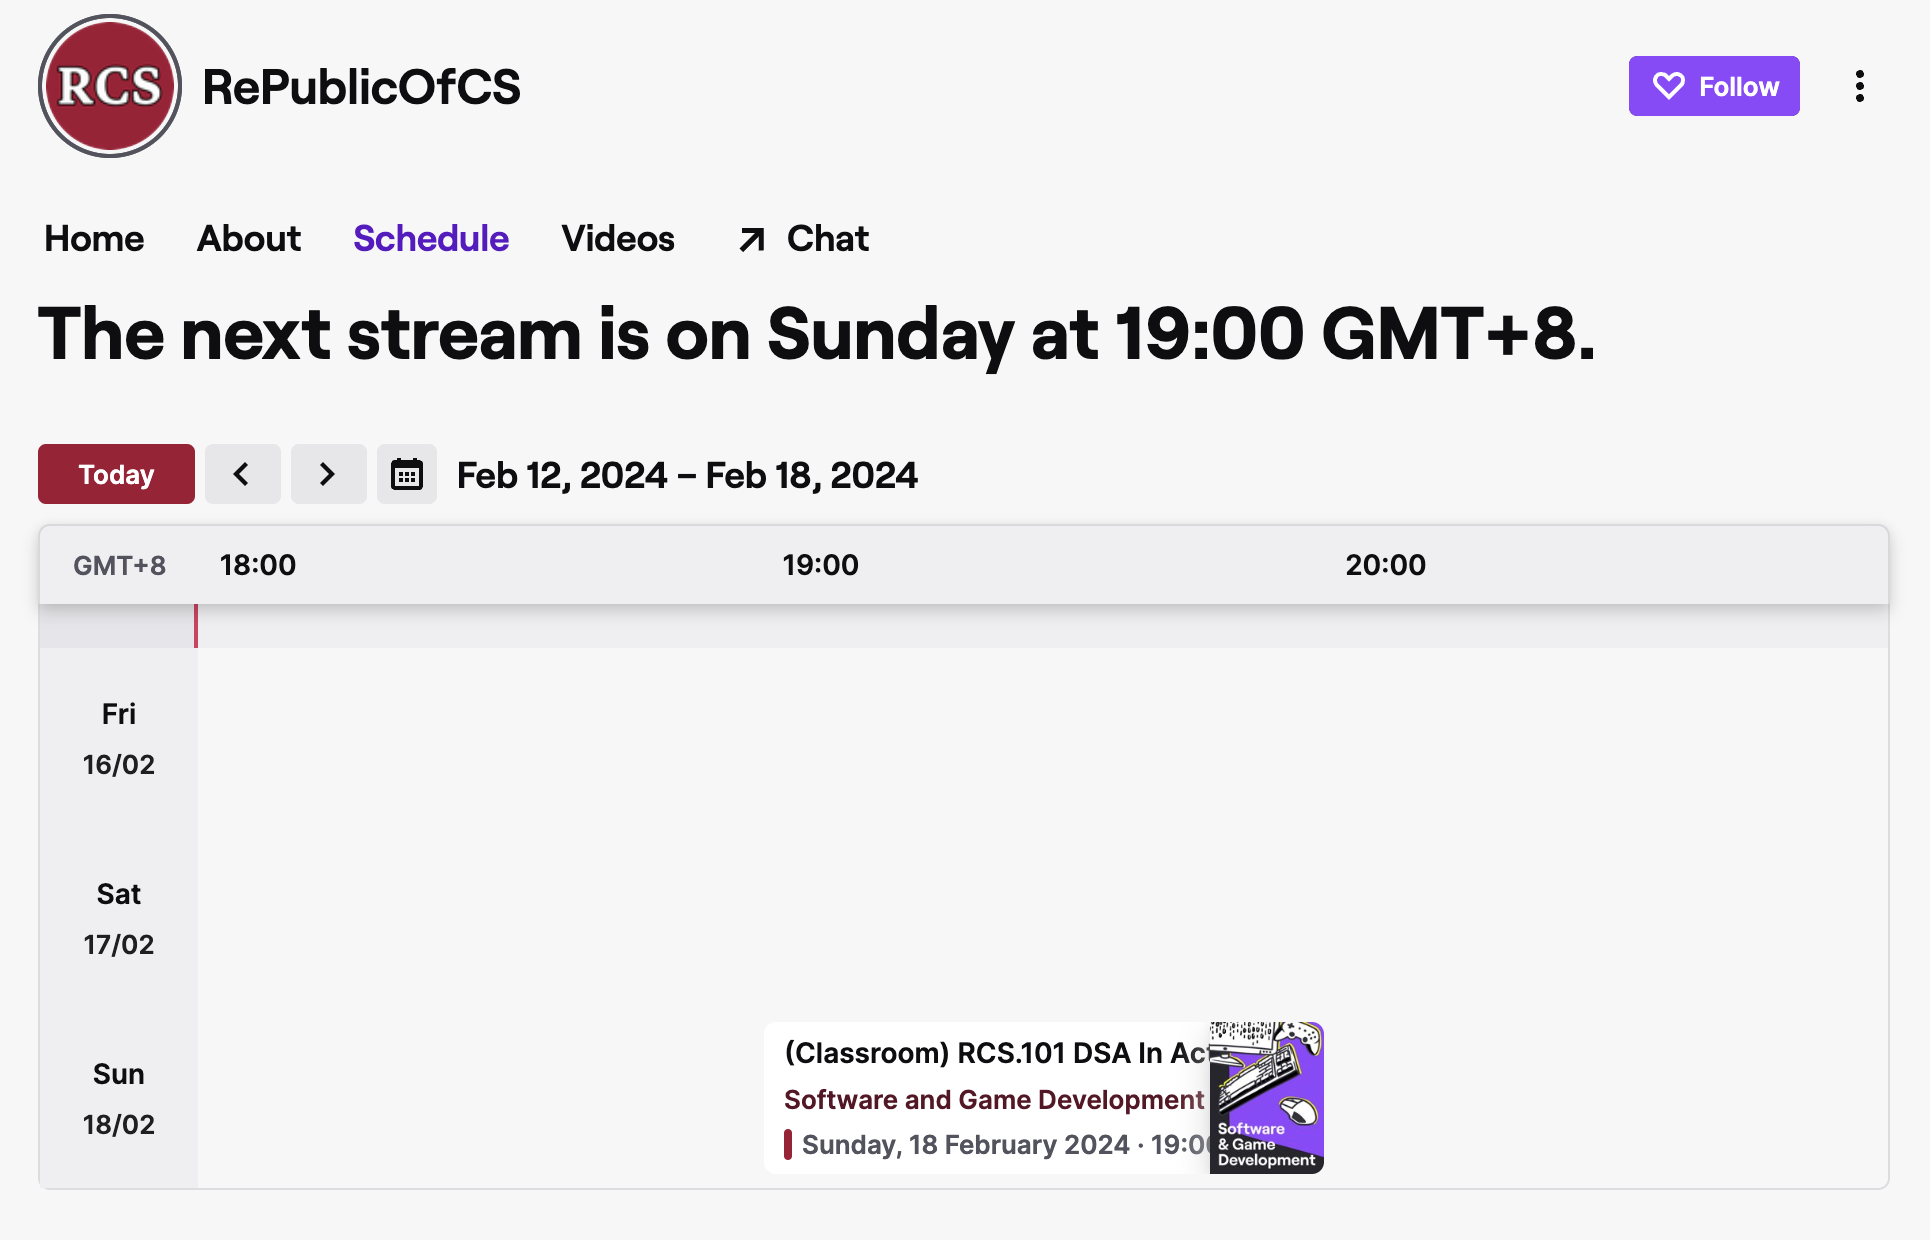 RCS
RePublicOfCS
Follow
Home About Schedule Videos Chat
The next stream is on Sunday at 19:00 GMT+8.
Today
Feb 12, 2024 – Feb 18, 2024
GMT+8 18:00 19:00 20:00
Fri
16/02
Sat
17/02
Sun
18/02
(Classroom) RCS.101 DSA In
Software and Game Development
Sunday, 18 February 2024 ·
Software
& Game
Development